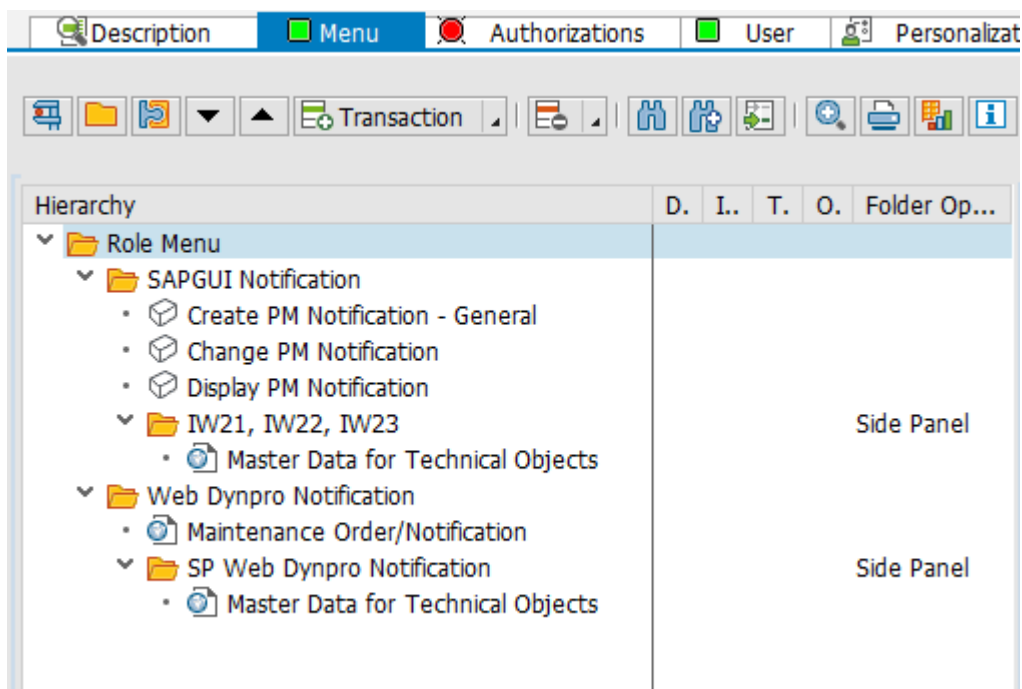 Description Menu Authorizations User Personalizat
Transaction
Hierarchy D. I.. T. O. Folder Op...
Role Menu
SAPGUI Notification
Create PM Notification - General
Change PM Notification
Display PM Notification
IW21, IW22, IW23 Side Panel
Master Data for Technical Objects
Web Dynpro Notification
Maintenance Order/Notification
SP Web Dynpro Notification Side Panel
Master Data for Technical Objects